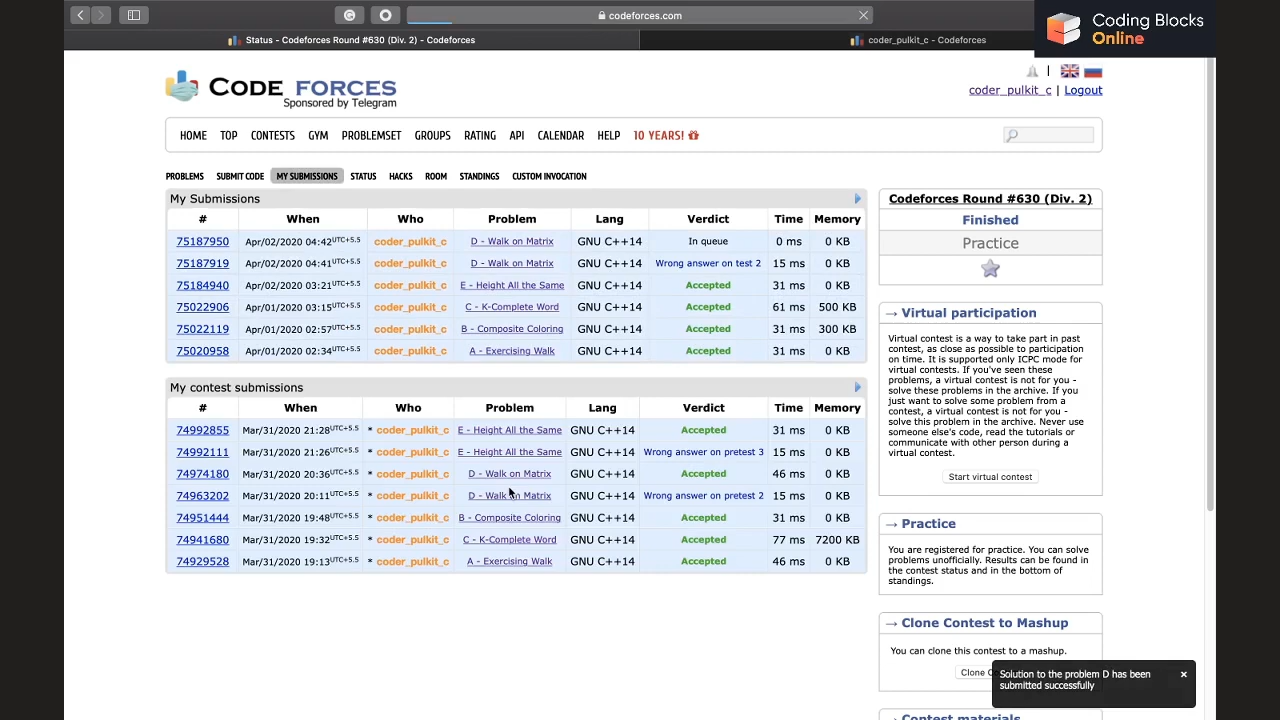 codeforces.com
Status - Codeforces Round #630 (Div. 2) - Codeforces
coder_pulkit_c - Codeforces
Coding Blocks
Online
CODE FORCES
Sponsored by Telegram
|
coder_pulkit_c | Logout
HOME TOP CONTESTS GYM PROBLEMSET GROUPS RATING API CALENDAR HELP 10 YEARS!
PROBLEMS SUBMIT CODE MY SUBMISSIONS STATUS HACKS ROOM STANDINGS CUSTOM INVOCATION
My Submissions
# When Who Problem Lang Verdict Time Memory
75187950 Apr/02/2020 04:42UTC+5.5 coder_pulkit_c D - Walk on Matrix GNU C++14 In queue 0 ms 0 KB
75187919 Apr/02/2020 04:41UTC+5.5 coder_pulkit_c D - Walk on Matrix GNU C++14 Wrong answer on test 2 15 ms 0 KB
75184940 Apr/02/2020 03:21UTC+5.5 coder_pulkit_c E - Height All the Same GNU C++14 Accepted 31 ms 0 KB
75022906 Apr/01/2020 03:15UTC+5.5 coder_pulkit_c C - K-Complete Word GNU C++14 Accepted 61 ms 500 KB
75022119 Apr/01/2020 02:57UTC+5.5 coder_pulkit_c B - Composite Coloring GNU C++14 Accepted 31 ms 300 KB
75020958 Apr/01/2020 02:34UTC+5.5 coder_pulkit_c A - Exercising Walk GNU C++14 Accepted 31 ms 0 KB
My contest submissions
# When Who Problem Lang Verdict Time Memory
74992855 Mar/31/2020 21:28UTC+5.5 * coder_pulkit_c E - Height All the Same GNU C++14 Accepted 31 ms 0 KB
74992111 Mar/31/2020 21:26UTC+5.5 * coder_pulkit_c E - Height All the Same GNU C++14 Wrong answer on pretest 3 15 ms 0 KB
74974180 Mar/31/2020 20:36UTC+5.5 * coder_pulkit_c D - Walk on Matrix GNU C++14 Accepted 46 ms 0 KB
74963202 Mar/31/2020 20:11UTC+5.5 * coder_pulkit_c D - Walk on Matrix GNU C++14 Wrong answer on pretest 2 15 ms 0 KB
74951444 Mar/31/2020 19:48UTC+5.5 * coder_pulkit_c B - Composite Coloring GNU C++14 Accepted 31 ms 0 KB
74941680 Mar/31/2020 19:32UTC+5.5 * coder_pulkit_c C - K-Complete Word GNU C++14 Accepted 77 ms 7200 KB
74929528 Mar/31/2020 19:13UTC+5.5 * coder_pulkit_c A - Exercising Walk GNU C++14 Accepted 46 ms 0 KB
Codeforces Round #630 (Div. 2)
Finished
Practice
→ Virtual participation
Virtual contest is a way to take part in past
contest, as close as possible to participation
on time. It is supported only ICPC mode for
virtual contests. If you've seen these
problems, a virtual contest is not for you -
solve these problems in the archive. If you
just want to solve some problem from a
contest, a virtual contest is not for you -
solve this problem in the archive. Never use
someone else's code, read the tutorials or
communicate with other person during a
virtual contest.
Start virtual contest
→ Practice
You are registered for practice. You can solve
problems unofficially. Results can be found in
the contest status and in the bottom of
standings.
→ Clone Contest to Mashup
You can clone this contest to a mashup.
Clone
Solution to the problem D has been
submitted successfully
×
→ Contest materials